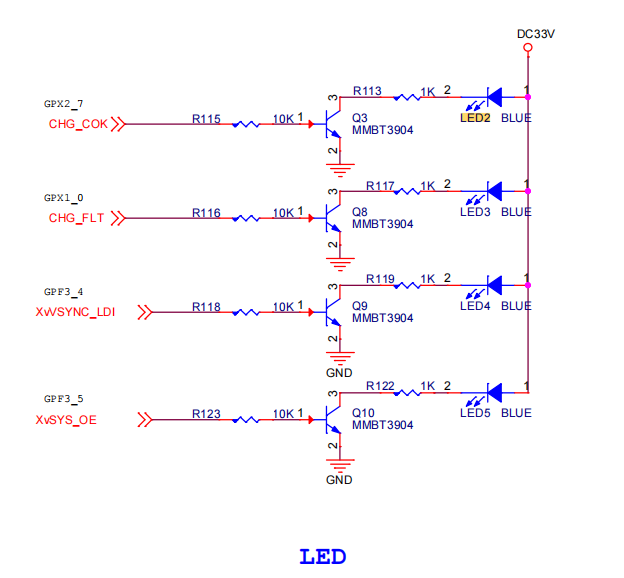 DC33V
GPX2_7
CHG_COK
R115
10K
1
3
2
Q3
MMBT3904
R113
1K
2
1
LED2
BLUE
GPX1_0
CHG_FLT
R116
10K
1
3
2
Q8
MMBT3904
R117
1K
2
1
LED3
BLUE
GPF3_4
XvVSYNC_LDI
R118
10K
1
3
2
Q9
MMBT3904
GND
R119
1K
2
1
LED4
BLUE
GPF3_5
XvSYS_OE
R123
10K
1
3
2
Q10
MMBT3904
GND
R122
1K
2
1
LED5
BLUE
LED